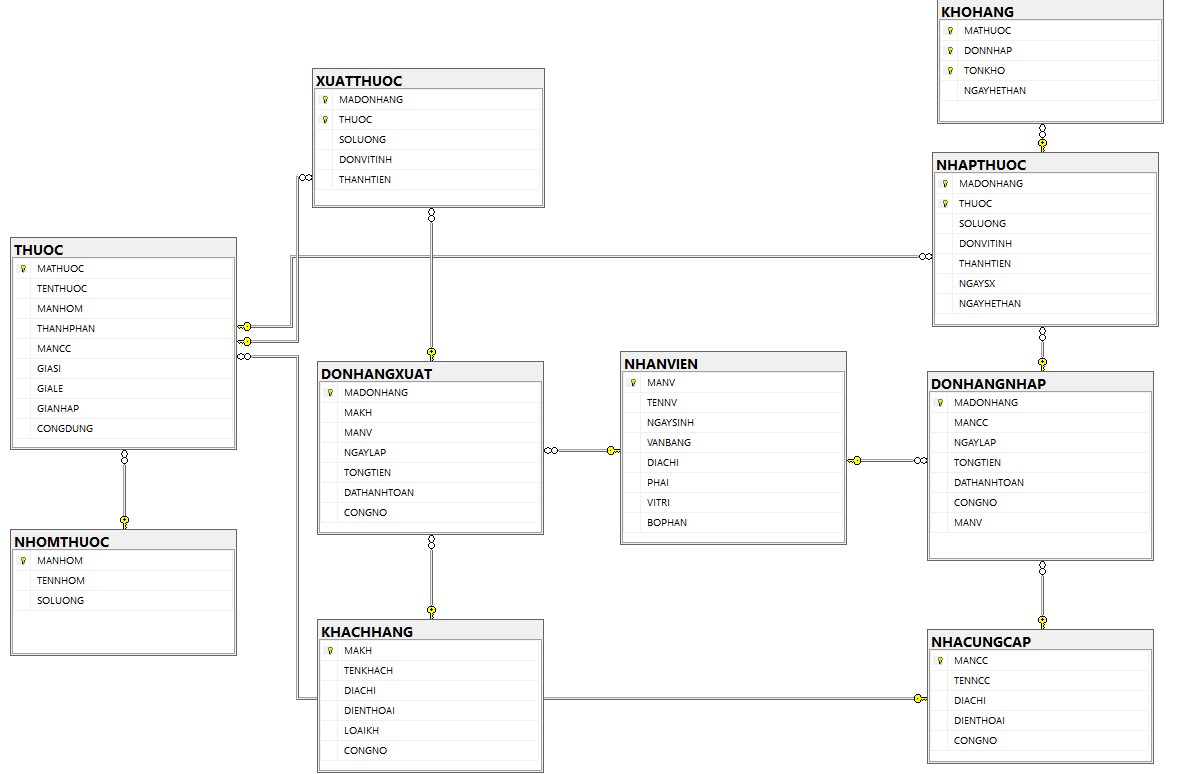 KHOHANG
MATHUOC
DONNHAP
TONKHO
NGAYHETHAN
XUATTHUOC
MADONHANG
THUOC
SOLUONG
DONVITINH
THANHTIEN
NHAPTHUOC
MADONHANG
THUOC
SOLUONG
DONVITINH
THANHTIEN
NGAYSX
NGAYHETHAN
THUOC
MATHUOC
TENTHUOC
MANHOM
THANHPHAN
MANCC
GIASI
GIALE
GIANHAP
CONGDUNG
DONHANGXUAT
MADONHANG
MAKH
MANV
NGAYLAP
TONGTIEN
DATHANHTOAN
CONGNO
NHANVIEN
MANV
TENNV
NGAYSINH
VANBANG
DIACHI
PHAI
VITRI
BOPHAN
DONHANGNHAP
MADONHANG
MANCC
NGAYLAP
TONGTIEN
DATHANHTOAN
CONGNO
MANV
NHOMTHUOC
MANHOM
TENNHOM
SOLUONG
KHACHHANG
MAKH
TENKHACH
DIACHI
DIENTHOAI
LOAIKH
CONGNO
NHACUNGCAP
MANCC
TENNCC
DIACHI
DIENTHOAI
CONGNO